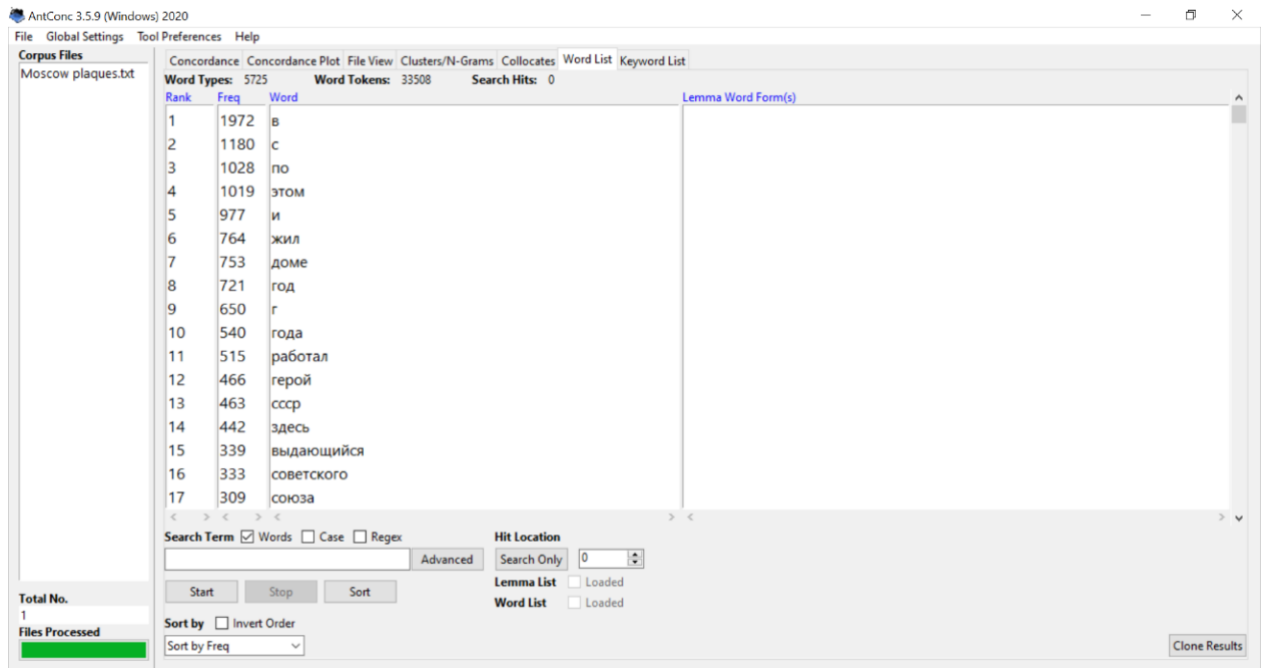 AntConc 3.5.9 (Windows) 2020
File Global Settings Tool Preferences Help
Corpus Files
Moscow plaques.txt
Concordance Concordance Plot File View Clusters/N-Grams Collocates Word List Keyword List
Word Types: 5725 Word Tokens: 33508 Search Hits: 0
Rank Freq Word Lemma Word Form(s)
1 1972 в
2 1180 с
3 1028 по
4 1019 этом
5 977 и
6 764 жил
7 753 доме
8 721 год
9 650 г
10 540 года
11 515 работал
12 466 герой
13 463 ссср
14 442 здесь
15 339 выдающийся
16 333 советского
17 309 союза
Search Term Words Case Regex Hit Location
Advanced Search Only 0
Lemma List Loaded
Start Stop Sort
Word List Loaded
Total No.
1
Files Processed
Sort by Invert Order
Sort by Freq
Clone Results